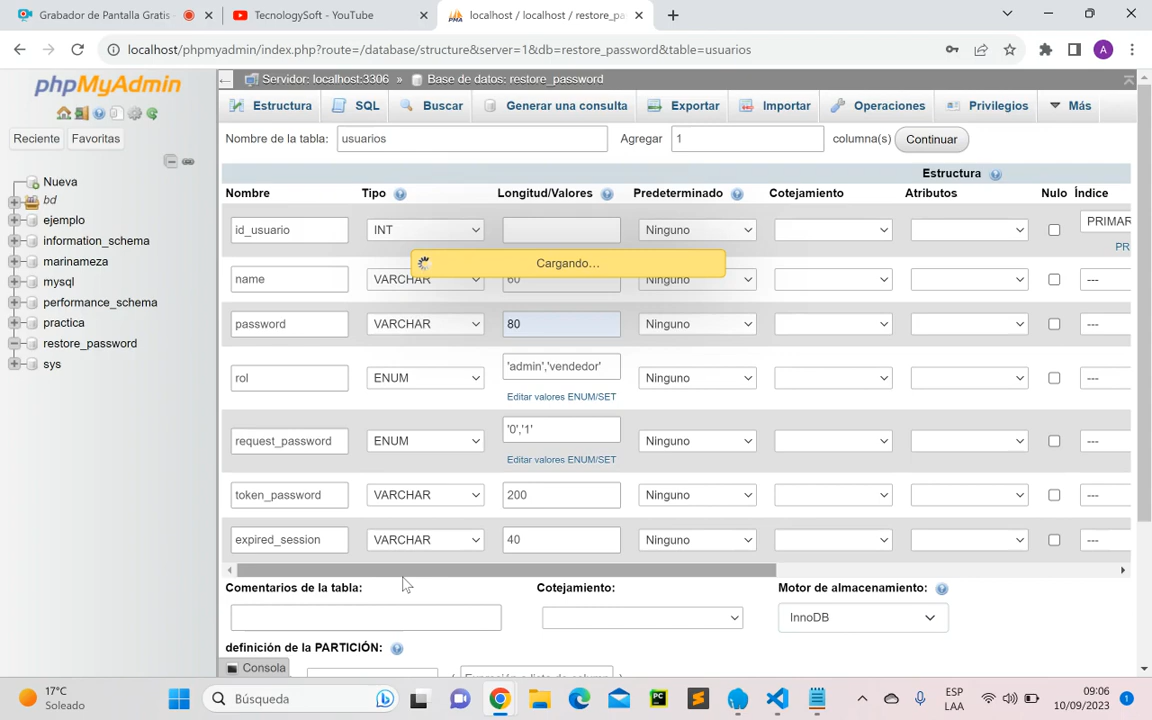 Grabador de Pantalla Gratis - TecnologySoft - YouTube localhost / localhost / restore_pa
localhost/phpmyadmin/index.php?route=/database/structure&server=1&db=restore_password&table=usuarios A
phpMyAdmin
Reciente Favoritas
Nueva
bd
ejemplo
information_schema
marinameza
mysql
performance_schema
practica
restore_password
sys
Servidor: localhost:3306 » Base de datos: restore_password
Estructura SQL Buscar Generar una consulta Exportar Importar Operaciones Privilegios Más
Nombre de la tabla: usuarios Agregar 1 columna(s) Continuar
Estructura
Nombre Tipo Longitud/Valores Predeterminado Cotejamiento Atributos Nulo Índice
id_usuario INT Ninguno PRIMAR
PR
Cargando…
name VARCHAR 60 Ninguno ---
password VARCHAR 80 Ninguno ---
rol ENUM 'admin','vendedor' Ninguno ---
Editar valores ENUM/SET
request_password ENUM '0','1' Ninguno ---
Editar valores ENUM/SET
token_password VARCHAR 200 Ninguno ---
expired_session VARCHAR 40 Ninguno ---
Comentarios de la tabla: Cotejamiento: Motor de almacenamiento:
InnoDB
definición de la PARTICIÓN:
Consola
17°C
Soleado
Búsqueda
ESP
LAA
09:06
10/09/2023
1